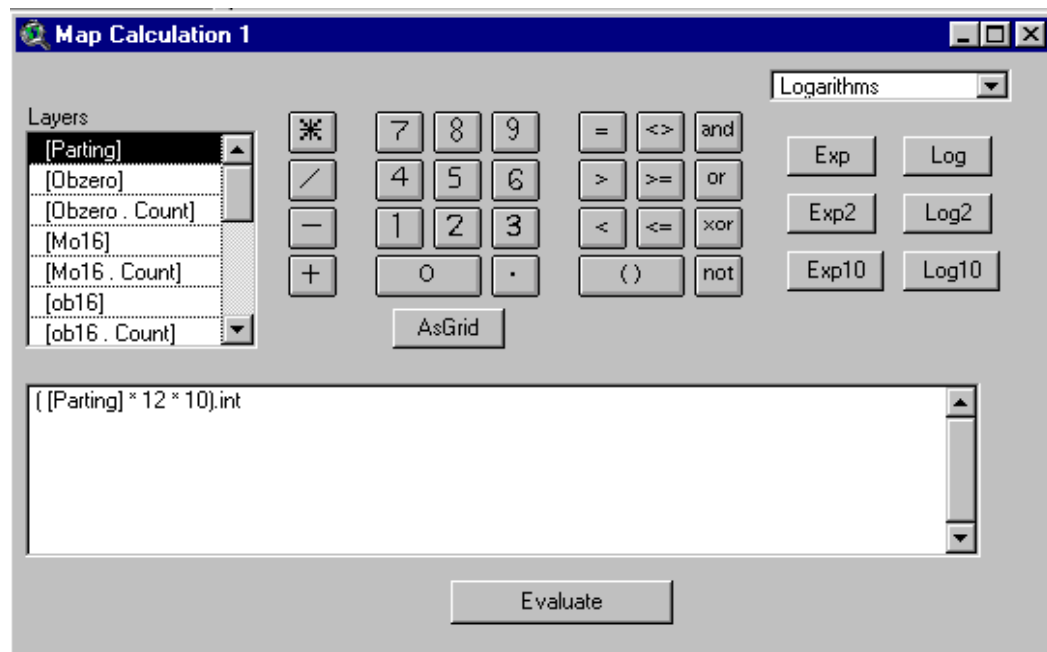 Map Calculation 1
Logarithms
Layers
[Parting]
[Obzero]
[Obzero . Count]
[Mo16]
[Mo16 . Count]
[ob16]
[ob16 . Count]
* 7 8 9 = <> and
/ 4 5 6 > >= or
- 1 2 3 < <= xor
+ 0 . ( ) not
AsGrid
Exp Log
Exp2 Log2
Exp10 Log10
( [Parting] * 12 * 10).int
Evaluate